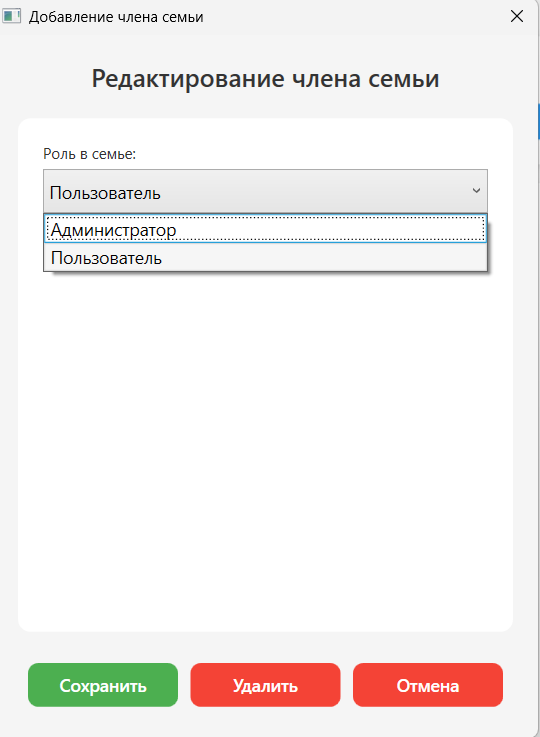 Добавление члена семьи
Редактирование члена семьи
Роль в семье:
Пользователь
Администратор
Пользователь
Сохранить
Удалить
Отмена